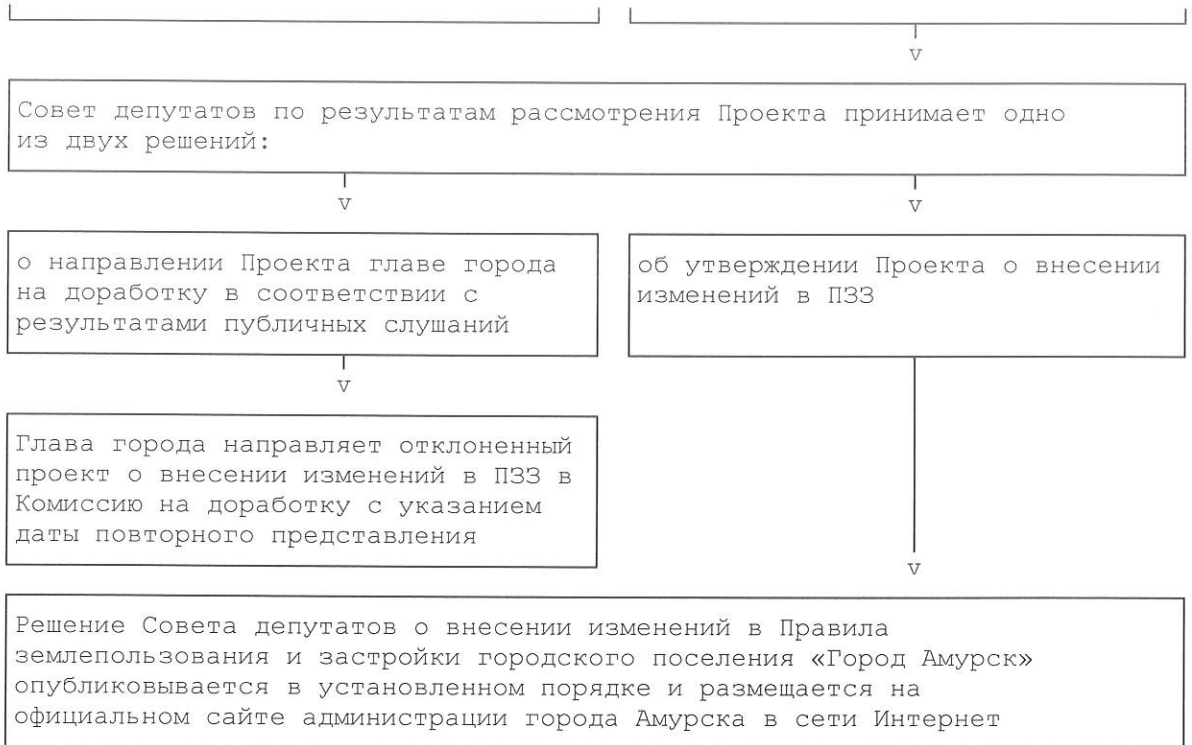 Совет депутатов по результатам рассмотрения Проекта принимает одно
из двух решений:
о направлении Проекта главе города
на доработку в соответствии с
результатами публичных слушаний
об утверждении Проекта о внесении
изменений в ПЗЗ
Глава города направляет отклоненный
проект о внесении изменений в ПЗЗ в
Комиссию на доработку с указанием
даты повторного представления
Решение Совета депутатов о внесении изменений в Правила
землепользования и застройки городского поселения «Город Амурск»
опубликовывается в установленном порядке и размещается на
официальном сайте администрации города Амурска в сети Интернет